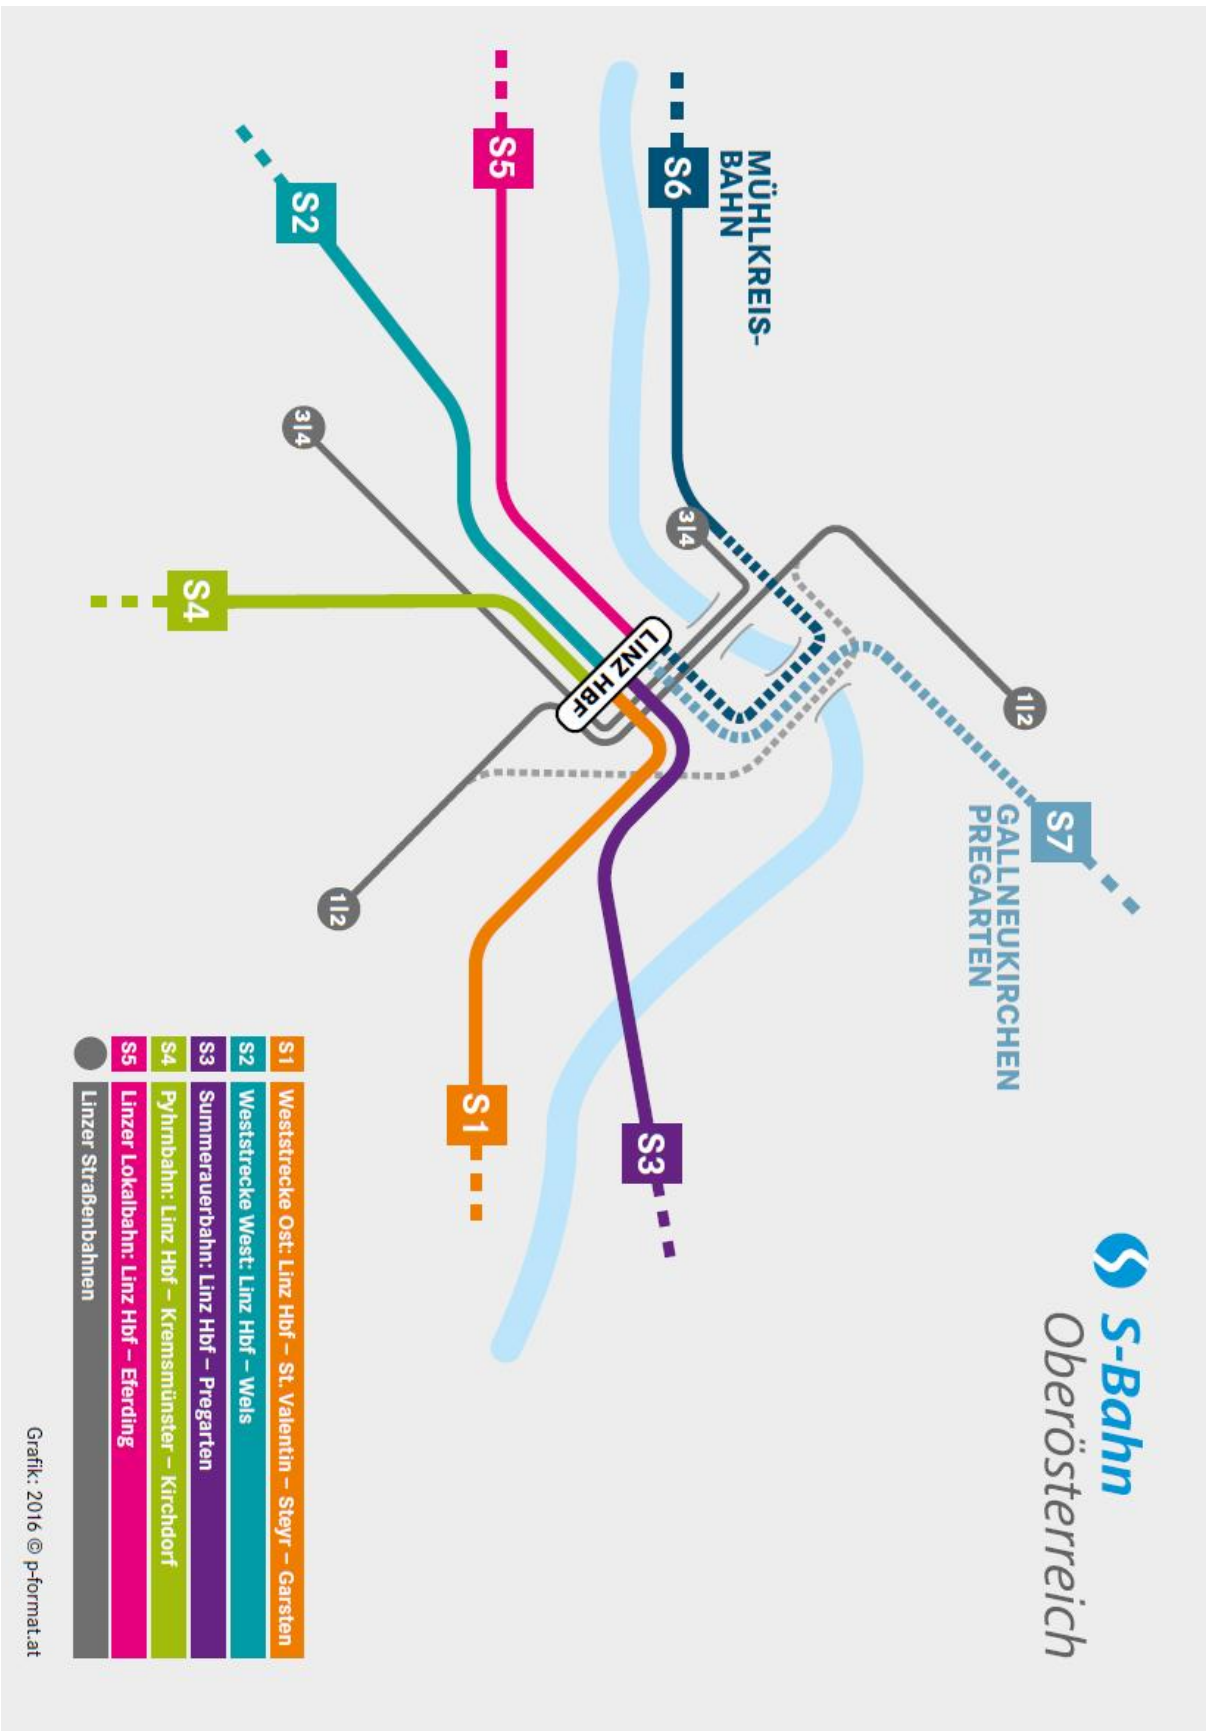 S-Bahn
Oberösterreich
S7
GALLNEUKIRCHEN
PREGARTEN
1|2
MÜHLKREIS-
BAHN
S6
3|4
S5
LINZ HBF
S3
S2
3|4
S1
1|2
S4
S1 Weststrecke Ost: Linz Hbf – St. Valentin – Steyr – Garsten
S2 Weststrecke West: Linz Hbf – Wels
S3 Summerauerbahn: Linz Hbf – Pregarten
S4 Pyhrnbahn: Linz Hbf – Kremsmünster – Kirchdorf
S5 Linzer Lokalbahn: Linz Hbf – Eferding
Linzer Straßenbahnen
Grafik: 2016 © p-format.at